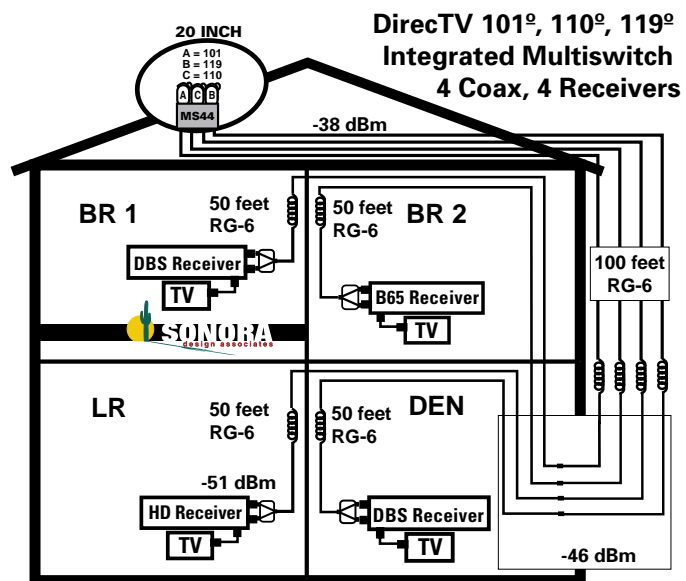 DirecTV 101º, 110º, 119º
Integrated Multiswitch
4 Coax, 4 Receivers
20 INCH
A = 101
B = 119
C = 110
A C B
MS44
-38 dBm
BR 1
50 feet
RG-6
DBS Receiver
TV
50 feet
RG-6
BR 2
B65 Receiver
TV
100 feet
RG-6
SONORA
design associates
LR
50 feet
RG-6
-51 dBm
HD Receiver
TV
50 feet
RG-6
DEN
DBS Receiver
TV
-46 dBm